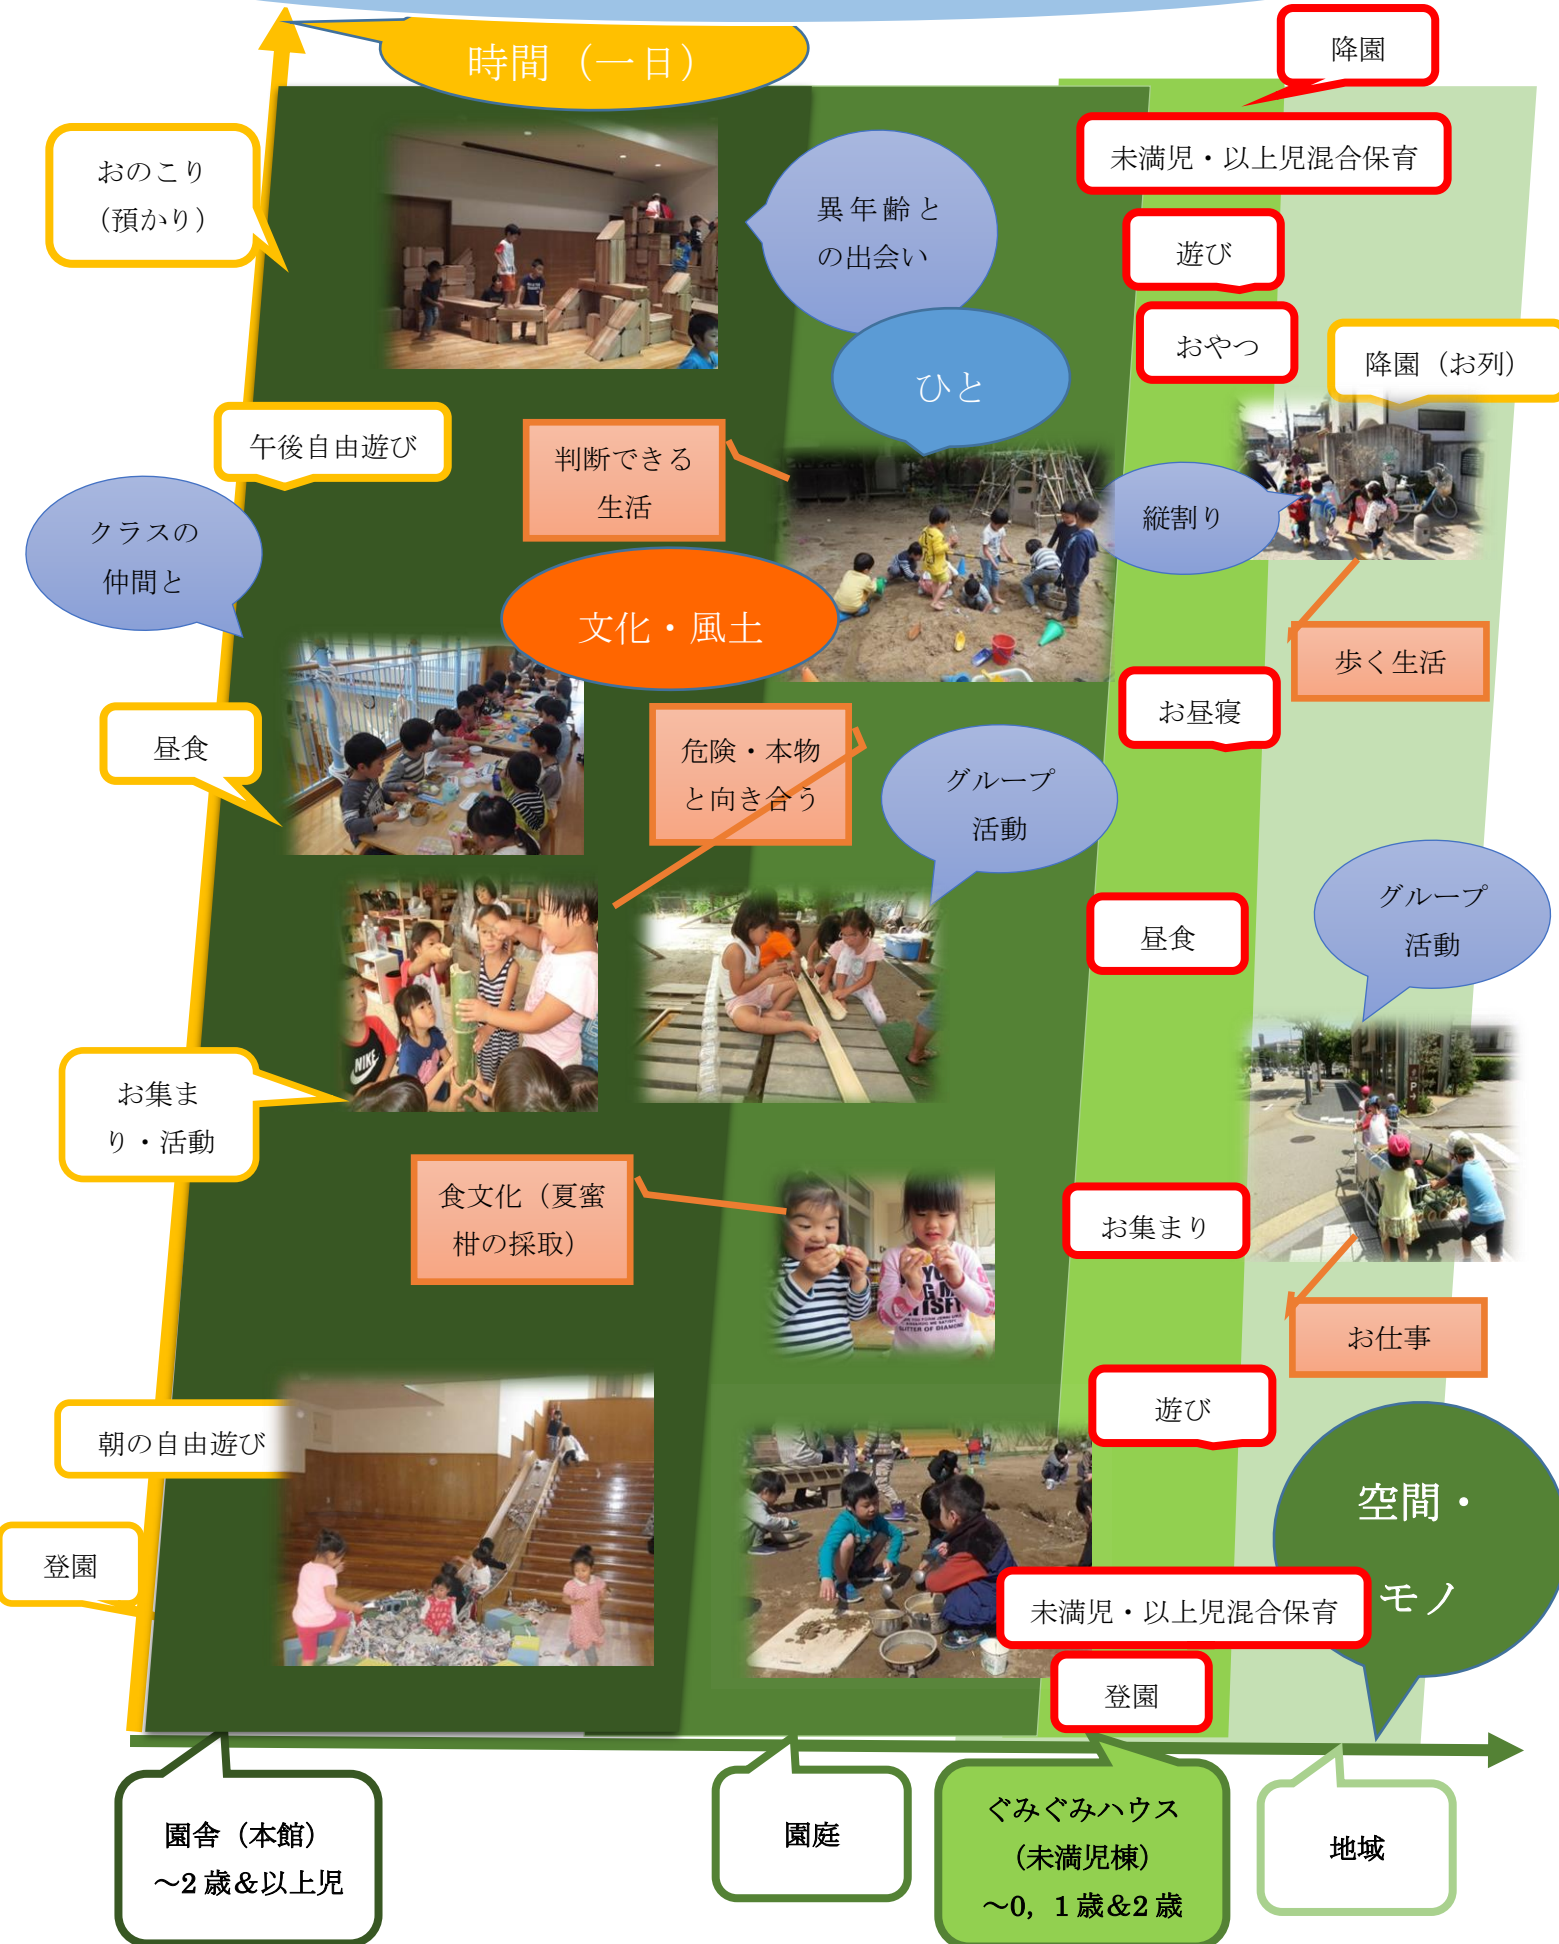 時間（一日）
降園
おのこり
（預かり）
未満児・以上児混合保育
異年齢と
の出会い
遊び
おやつ
ひと
降園（お列）
午後自由遊び
判断できる
生活
クラスの
仲間と
縦割り
文化・風土
歩く生活
お昼寝
昼食
危険・本物
と向き合う
グループ
活動
昼食
グループ
活動
NIKE
お集ま
り・活動
P
食文化（夏蜜
柑の採取）
お集まり
お仕事
遊び
朝の自由遊び
空間・
モノ
登園
未満児・以上児混合保育
登園
園舎（本館）
～2歳＆以上児
園庭
ぐみぐみハウス
（未満児棟）
～0，1歳＆2歳
地域